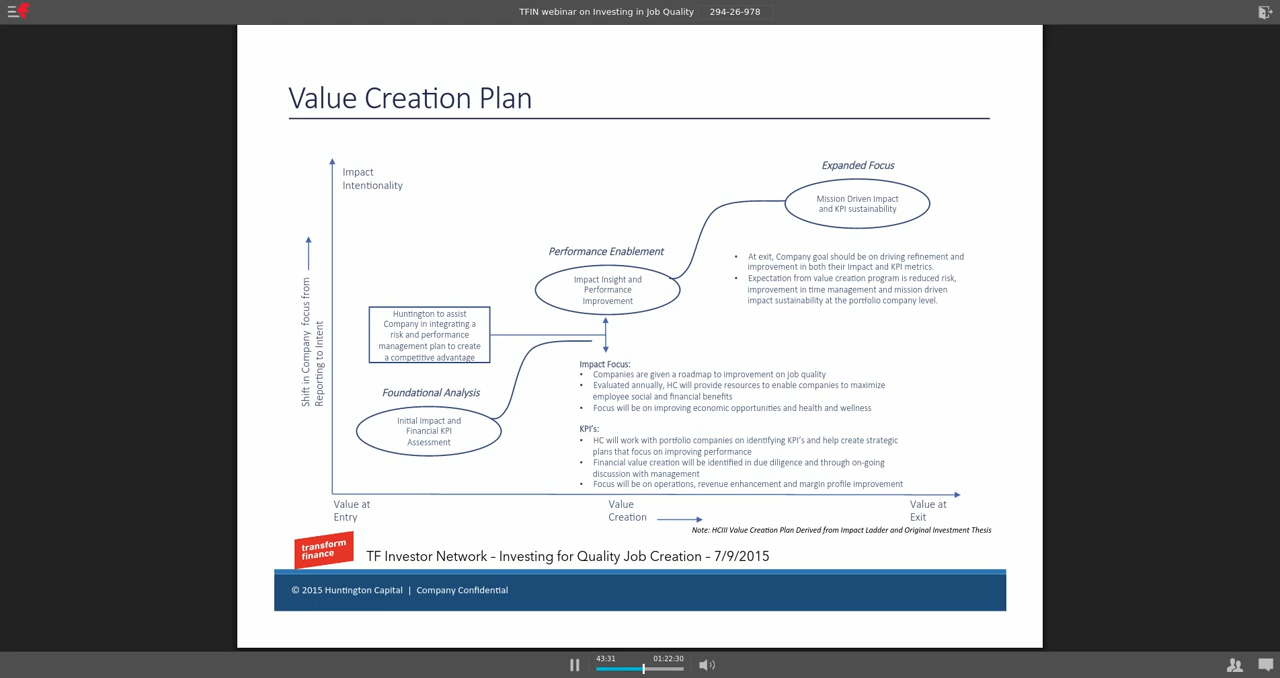 TFIN webinar on Investing in Job Quality 294-26-978
Value Creation Plan
Impact
Intentionality
Expanded Focus
Mission Driven Impact
and KPI sustainability
Performance Enablement
Impact Insight and
Performance
Improvement
• At exit, Company goal should be on driving refinement and
improvement in both their Impact and KPI metrics.
• Expectation from value creation program is reduced risk,
improvement in time management and mission driven
impact sustainability at the portfolio company level.
Shift in Company focus from
Reporting to Intent
Huntington to assist
Company in integrating a
risk and performance
management plan to create
a competitive advantage
Foundational Analysis
Initial Impact and
Financial KPI
Assessment
Impact Focus:
• Companies are given a roadmap to improvement on job quality
• Evaluated annually, HC will provide resources to enable companies to maximize
employee social and financial benefits
• Focus will be on improving economic opportunities and health and wellness
KPI's:
• HC will work with portfolio companies on identifying KPI's and help create strategic
plans that focus on improving performance
• Financial value creation will be identified in due diligence and through on-going
discussion with management
• Focus will be on operations, revenue enhancement and margin profile improvement
Value at
Entry
Value
Creation
Value at
Exit
Note: HCIII Value Creation Plan Derived from Impact Ladder and Original Investment Thesis
transform
finance
TF Investor Network – Investing for Quality Job Creation – 7/9/2015
© 2015 Huntington Capital | Company Confidential
43:31 01:22:30